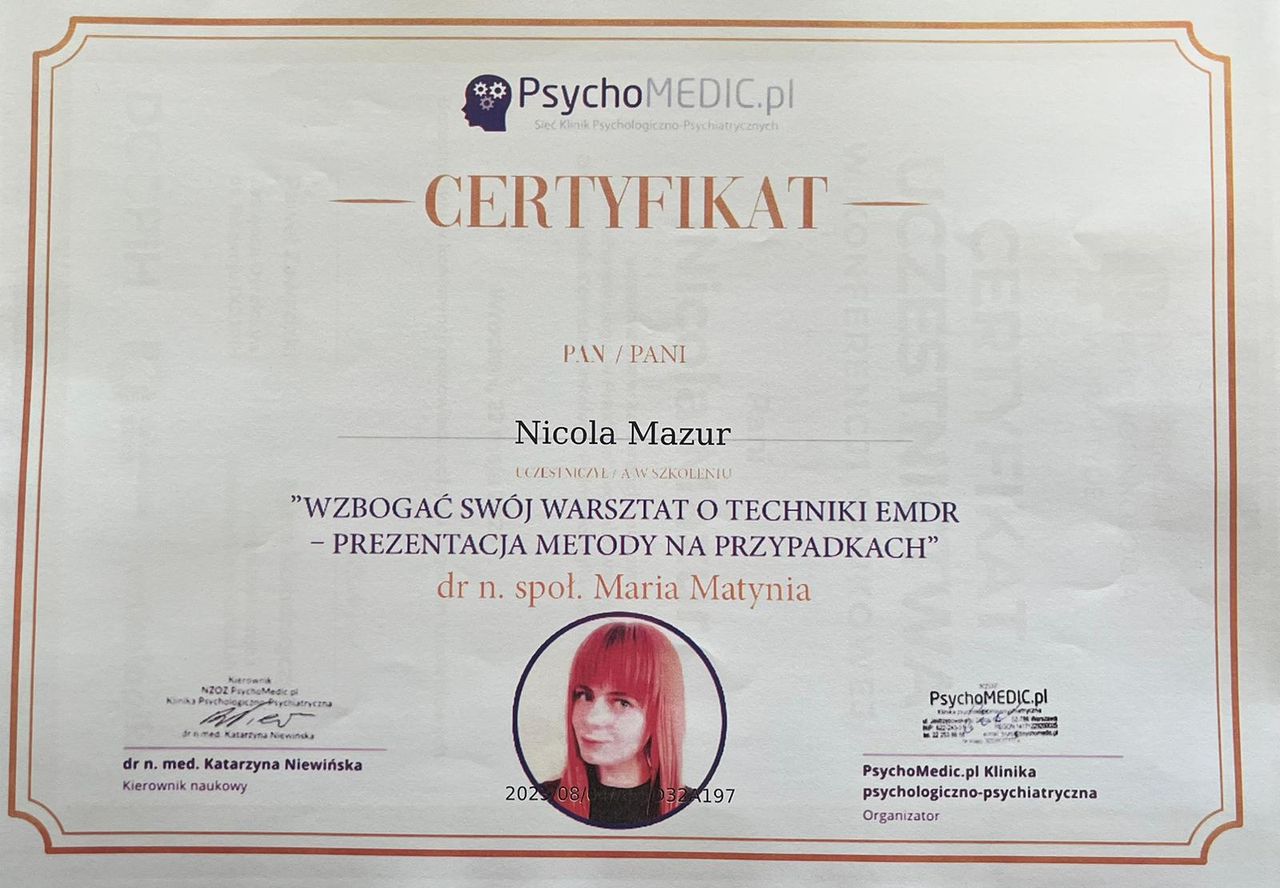 PsychoMEDIC.pl
Sieć Klinik Psychologiczno-Psychiatrycznych
CERTYFIKAT
PAN / PANI
Nicola Mazur
UCZESTNICZYŁ / A W SZKOLENIU
”WZBOGAĆ SWÓJ WARSZTAT O TECHNIKI EMDR
– PREZENTACJA METODY NA PRZYPADKACH”
dr n. społ. Maria Matynia
Kierownik
NZOZ PsychoMedic.pl
Klinika Psychologiczno-Psychiatryczna
dr n. med. Katarzyna Niewińska
dr n. med. Katarzyna Niewińska
Kierownik naukowy
NZOZ
PsychoMEDIC.pl
PsychoMedic.pl Klinika
psychologiczno-psychiatryczna
Organizator